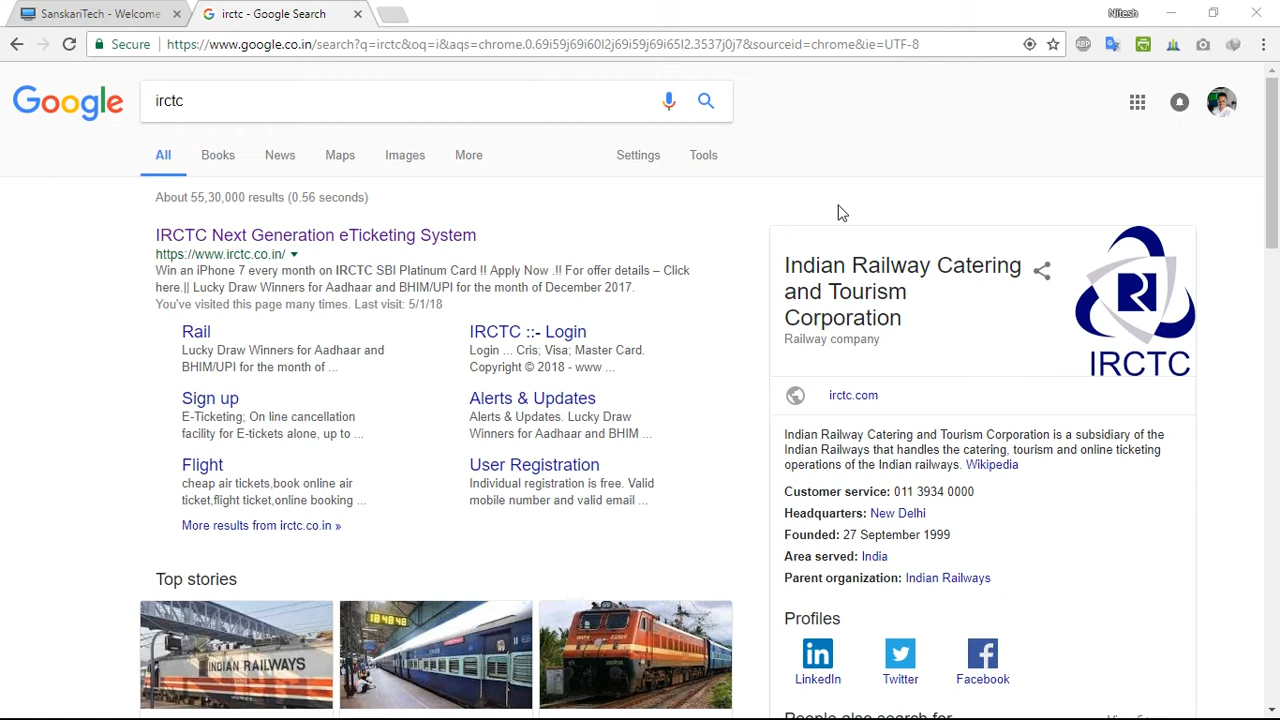 SanskariTech - Welcome
irctc - Google Search
Nitesh
Secure
https://www.google.co.in/search?q=irctc&oq=i&aqs=chrome.0.69i59j69i60l2j69i59j69i65l2.3537j0j7&sourceid=chrome&ie=UTF-8
ABP
Google
irctc
All Books News Maps Images More Settings Tools
About 55,30,000 results (0.56 seconds)
IRCTC Next Generation eTicketing System
https://www.irctc.co.in/
Win an iPhone 7 every month on IRCTC SBI Platinum Card !! Apply Now .!! For offer details – Click
here.|| Lucky Draw Winners for Aadhaar and BHIM/UPI for the month of December 2017.
You've visited this page many times. Last visit: 5/1/18
Rail
Lucky Draw Winners for Aadhaar and
BHIM/UPI for the month of ...
IRCTC ::- Login
Login ... Cris; Visa; Master Card.
Copyright © 2018 - www ...
Sign up
E-Ticketing; On line cancellation
facility for E-tickets alone, up to ...
Alerts & Updates
Alerts & Updates. Lucky Draw
Winners for Aadhaar and BHIM ...
Flight
cheap air tickets,book online air
ticket,flight ticket,online booking ...
User Registration
Individual registration is free. Valid
mobile number and valid email ...
More results from irctc.co.in »
Top stories
INDIAN RAILWAYS
18:48:46
Indian Railway Catering
and Tourism
Corporation
Railway company
IRCTC
irctc.com
Indian Railway Catering and Tourism Corporation is a subsidiary of the
Indian Railways that handles the catering, tourism and online ticketing
operations of the Indian railways. Wikipedia
Customer service: 011 3934 0000
Headquarters: New Delhi
Founded: 27 September 1999
Area served: India
Parent organization: Indian Railways
Profiles
LinkedIn
Twitter
Facebook
People also search for